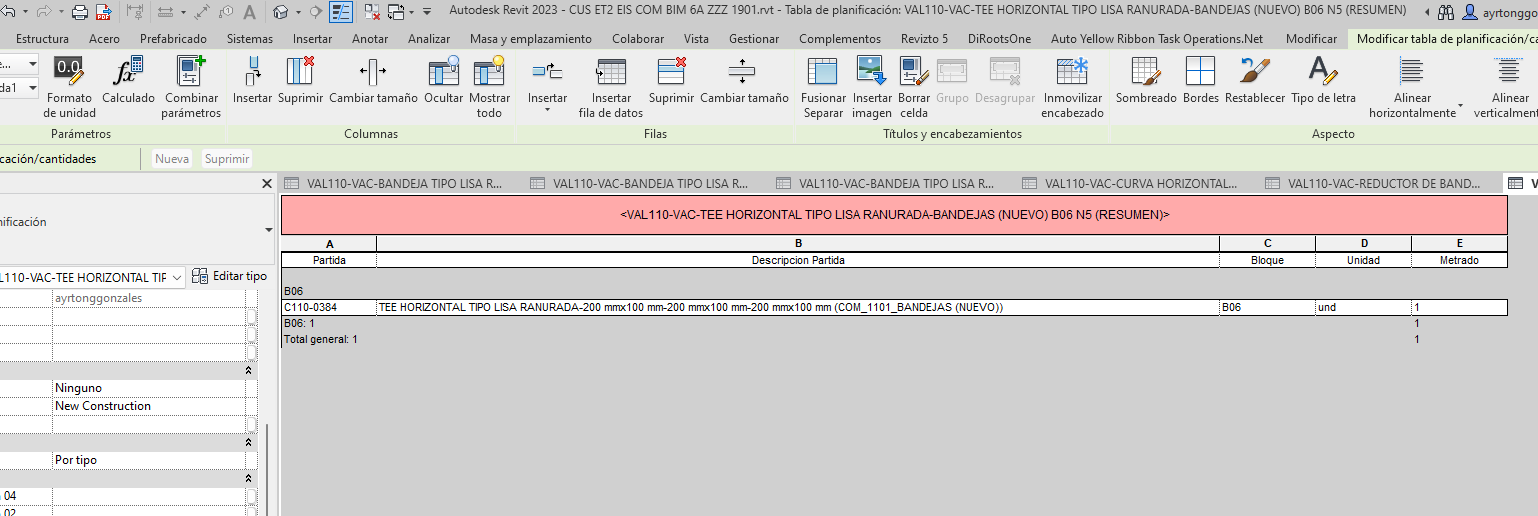 Autodesk Revit 2023 - CUS ET2 EIS COM BIM 6A ZZZ 1901.rvt - Tabla de planificación: VAL110-VAC-TEE HORIZONTAL TIPO LISA RANURADA-BANDEJAS (NUEVO) B06 N5 (RESUMEN)
ayrtonggo
Estructura Acero Prefabricado Sistemas Insertar Anotar Analizar Masa y emplazamiento Colaborar Vista Gestionar Complementos Revizto 5 DiRootsOne Auto Yellow Ribbon Task Operations.Net Modificar Modificar tabla de planificación/ca
e...
da1
0.0
Formato de unidad
Calculado
Combinar parámetros
Insertar
Suprimir
Cambiar tamaño
Ocultar
Mostrar todo
Insertar
Insertar fila de datos
Suprimir
Cambiar tamaño
Fusionar Separar
Insertar imagen
Borrar celda
Grupo
Desagrupar
Inmovilizar encabezado
Sombreado
Bordes
Restablecer
Tipo de letra
Alinear horizontalmente
Alinear verticalment
Parámetros Columnas Filas Títulos y encabezamientos Aspecto
cación/cantidades Nueva Suprimir
VAL110-VAC-BANDEJA TIPO LISA R... VAL110-VAC-BANDEJA TIPO LISA R... VAL110-VAC-BANDEJA TIPO LISA R... VAL110-VAC-CURVA HORIZONTAL... VAL110-VAC-REDUCTOR DE BAND... V
nificación
L110-VAC-TEE HORIZONTAL TIF
Editar tipo
ayrtonggonzales
Ninguno
New Construction
Por tipo
04
02
<VAL110-VAC-TEE HORIZONTAL TIPO LISA RANURADA-BANDEJAS (NUEVO) B06 N5 (RESUMEN)>
A B C D E
Partida Descripcion Partida Bloque Unidad Metrado
B06
C110-0384 TEE HORIZONTAL TIPO LISA RANURADA-200 mmx100 mm-200 mmx100 mm-200 mmx100 mm (COM_1101_BANDEJAS (NUEVO)) B06 und 1
B06: 1 1
Total general: 1 1